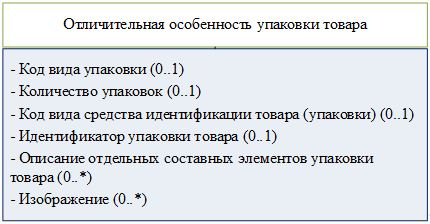 Отличительная особенность упаковки товара
- Код вида упаковки (0..1)
- Количество упаковок (0..1)
- Код вида средства идентификации товара (упаковки) (0..1)
- Идентификатор упаковки товара (0..1)
- Описание отдельных составных элементов упаковки
товара (0..*)
- Изображение (0..*)